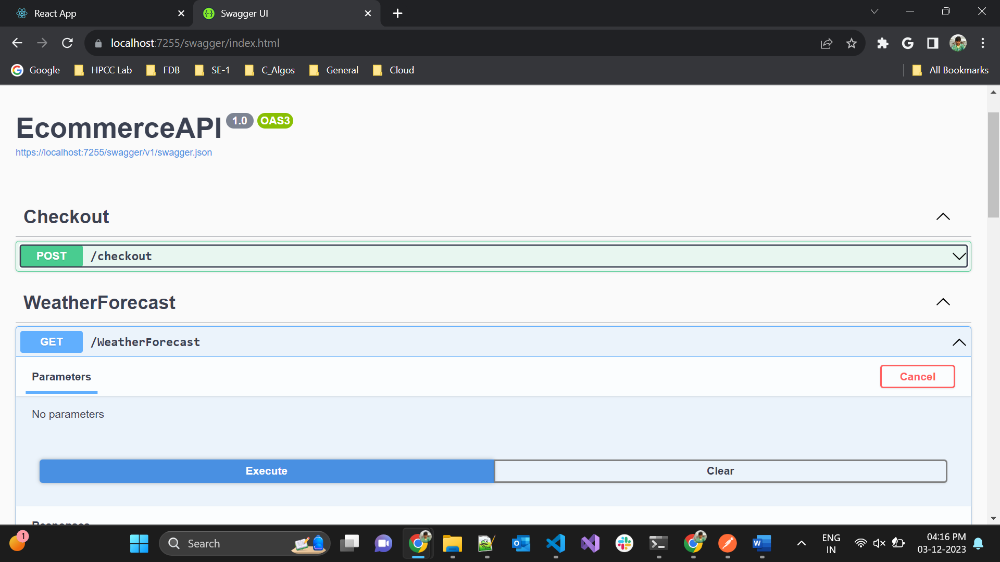 React App
Swagger UI
localhost:7255/swagger/index.html
Google
HPCC Lab
FDB
SE-1
C_Algos
General
Cloud
All Bookmarks
EcommerceAPI 1.0 OAS3
https://localhost:7255/swagger/v1/swagger.json
Checkout
POST /checkout
WeatherForecast
GET /WeatherForecast
Parameters
Cancel
No parameters
Execute
Clear
Responses
1
Search
ENG
IN
04:16 PM
03-12-2023